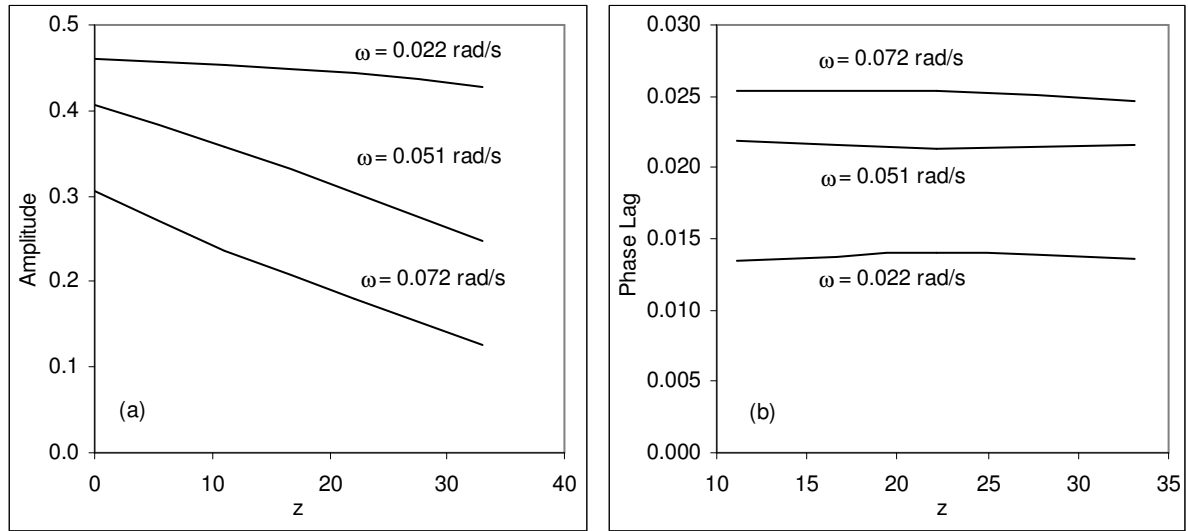 0.5
0.4
0.3
0.2
0.1
0.0
Amplitude
ω = 0.022 rad/s
ω = 0.051 rad/s
ω = 0.072 rad/s
(a)
0 10 20 30 40
z
0.030
0.025
0.020
0.015
0.010
0.005
0.000
Phase Lag
ω = 0.072 rad/s
ω = 0.051 rad/s
ω = 0.022 rad/s
(b)
10 15 20 25 30 35
z